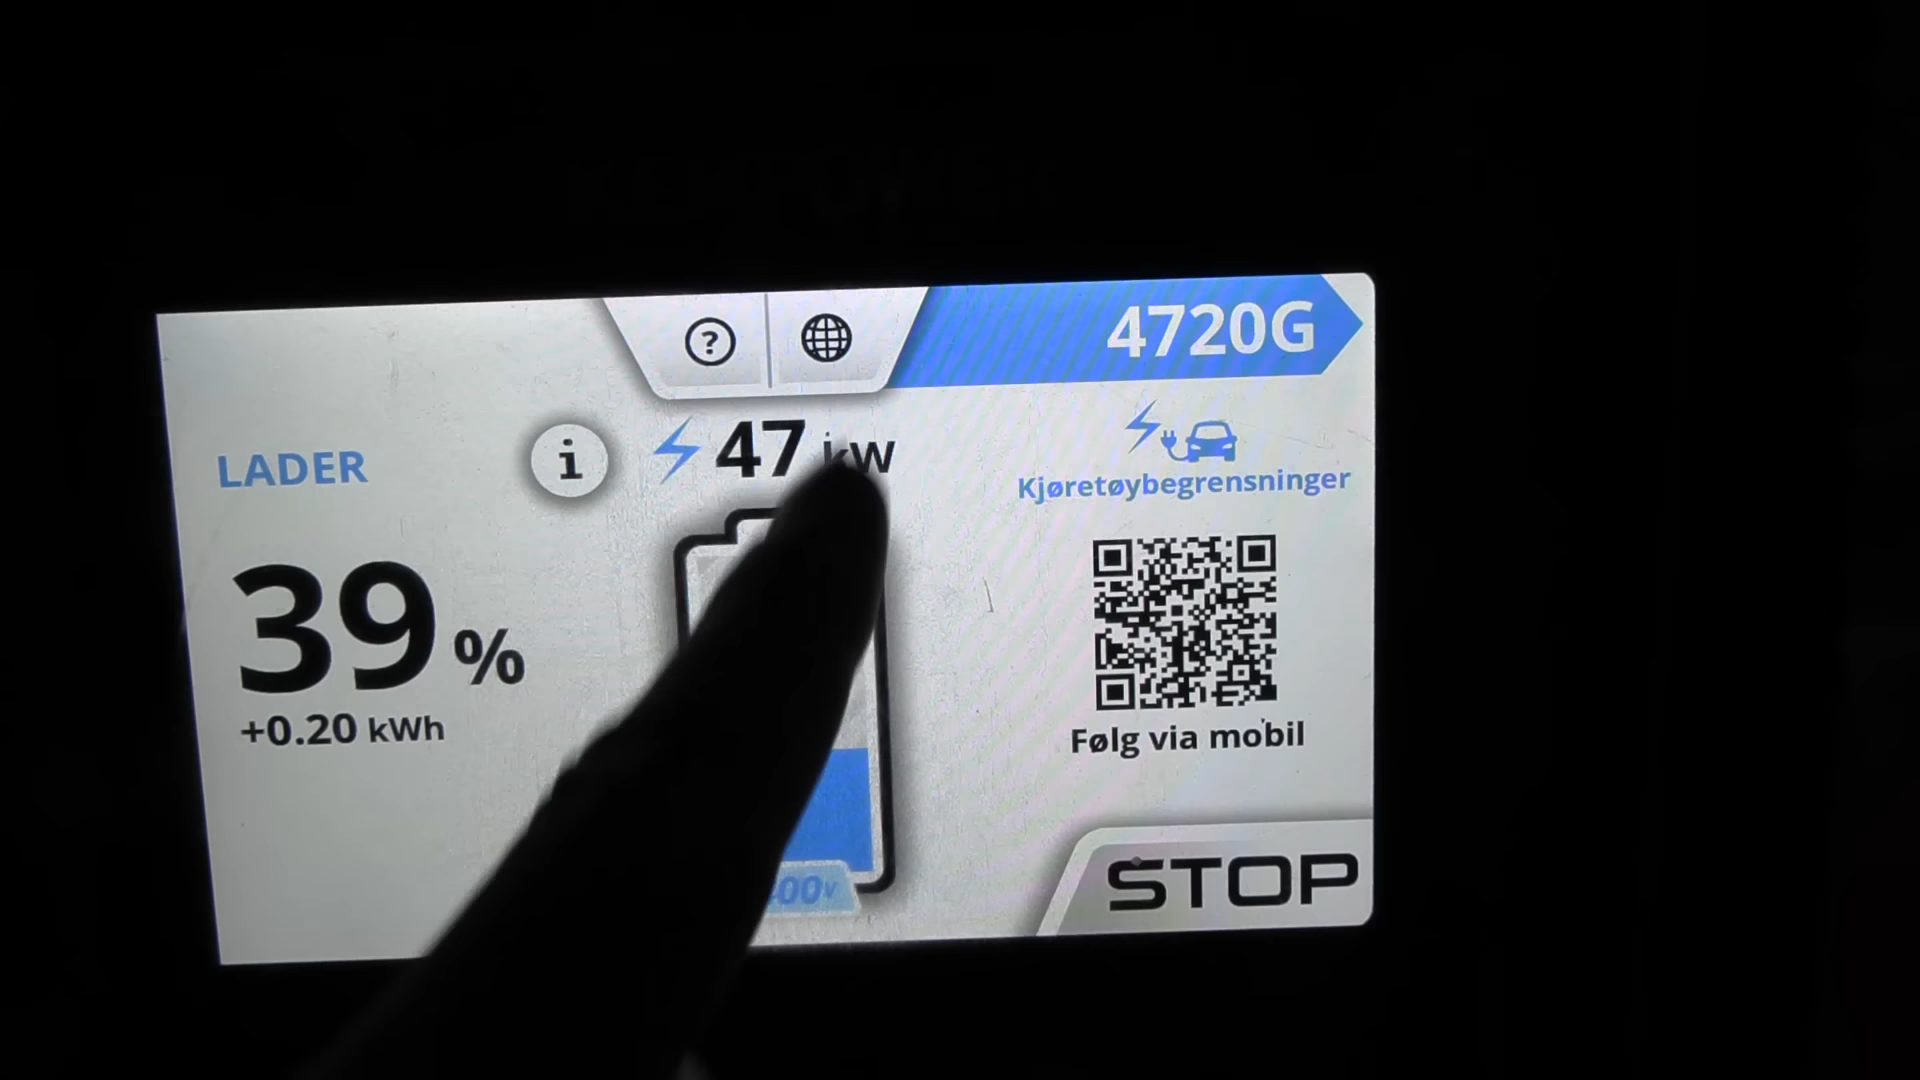 4720G
LADER
i
47 kW
Kjøretøybegrensninger
39 %
+0.20 kWh
Følg via mobil
STOP